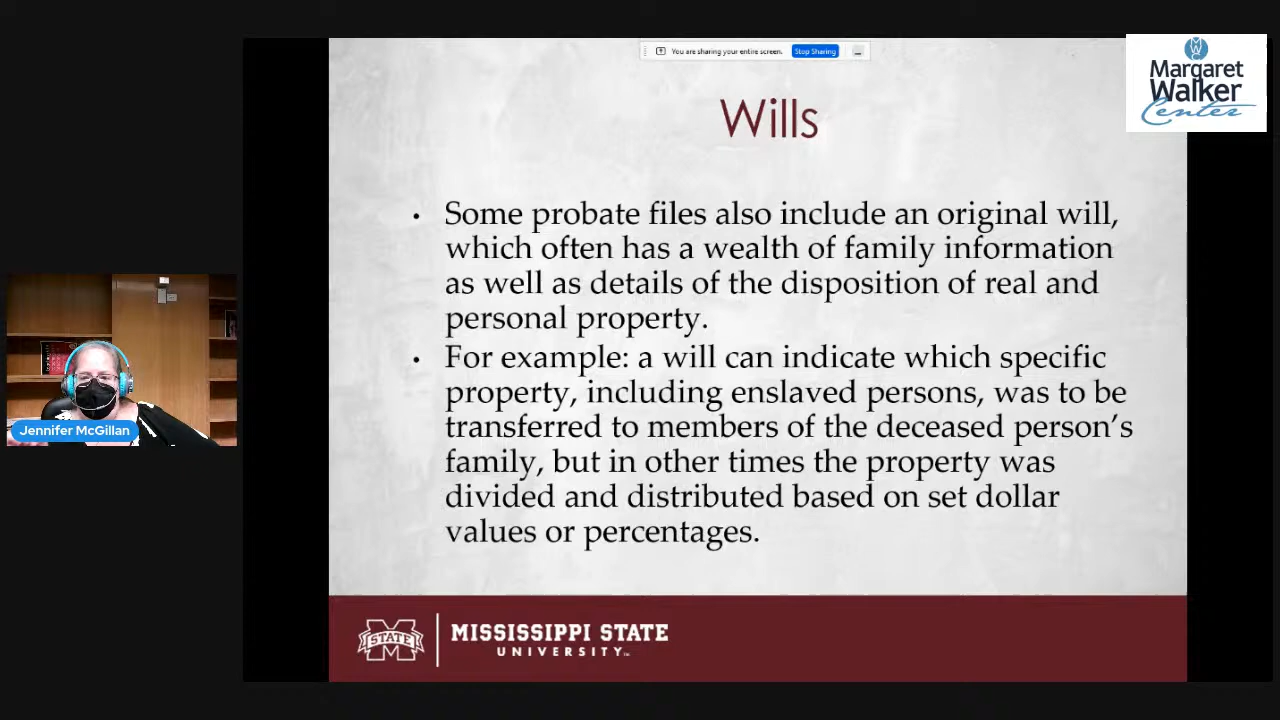 You are sharing your entire screen. Stop Sharing
Margaret
Walker
Center
Wills
• Some probate files also include an original will,
which often has a wealth of family information
as well as details of the disposition of real and
personal property.
• For example: a will can indicate which specific
property, including enslaved persons, was to be
transferred to members of the deceased person’s
family, but in other times the property was
divided and distributed based on set dollar
values or percentages.
Jennifer McGillan
STATE
MISSISSIPPI STATE
UNIVERSITY™